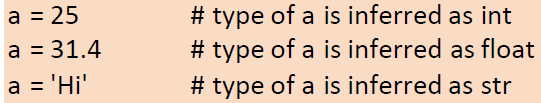 a = 25 # type of a is inferred as int
a = 31.4 # type of a is inferred as float
a = 'Hi' # type of a is inferred as str